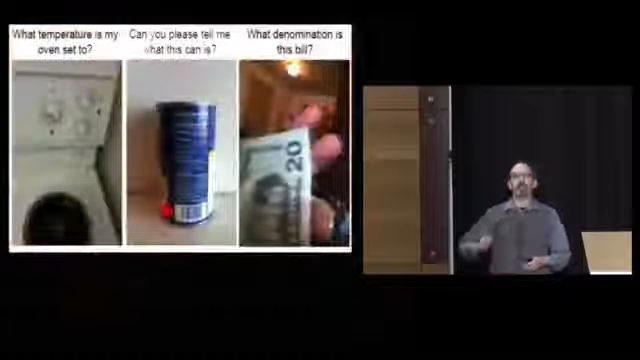 What temperature is my
oven set to?
Can you please tell me
what this can is?
What denomination is
this bill?
20